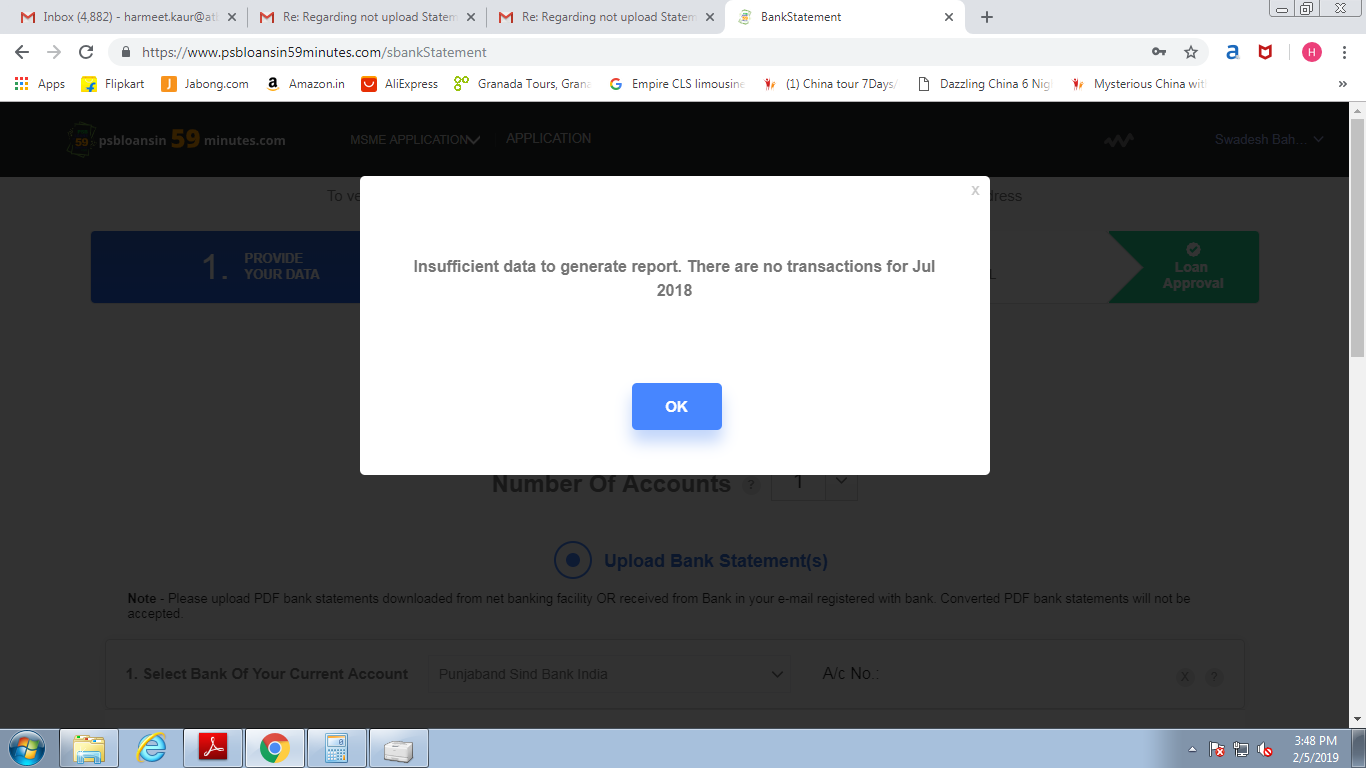 Inbox (4,882) - harmeet.kaur@at
Re: Regarding not upload Statem
Re: Regarding not upload Statem
BankStatement
https://www.psbloansin59minutes.com/sbankStatement
a
H
Apps
Flipkart
J
Jabong.com
a
Amazon.in
AliExpress
Granada Tours, Grana
G
Empire CLS limousine
(1) China tour 7Days/
Dazzling China 6 Nig
Mysterious China wit
»
59
psbloansin 59 minutes.com
MSME APPLICATION
APPLICATION
Swadesh Bah...
To ve
dress
1. PROVIDE
YOUR DATA
Loan
Approval
X
Insufficient data to generate report. There are no transactions for Jul
2018
OK
Number Of Accounts ? 1
Upload Bank Statement(s)
Note - Please upload PDF bank statements downloaded from net banking facility OR received from Bank in your e-mail registered with bank. Converted PDF bank statements will not be
accepted.
1. Select Bank Of Your Current Account
Punjaband Sind Bank India
A/c No.:
X ?
3:48 PM
2/5/2019